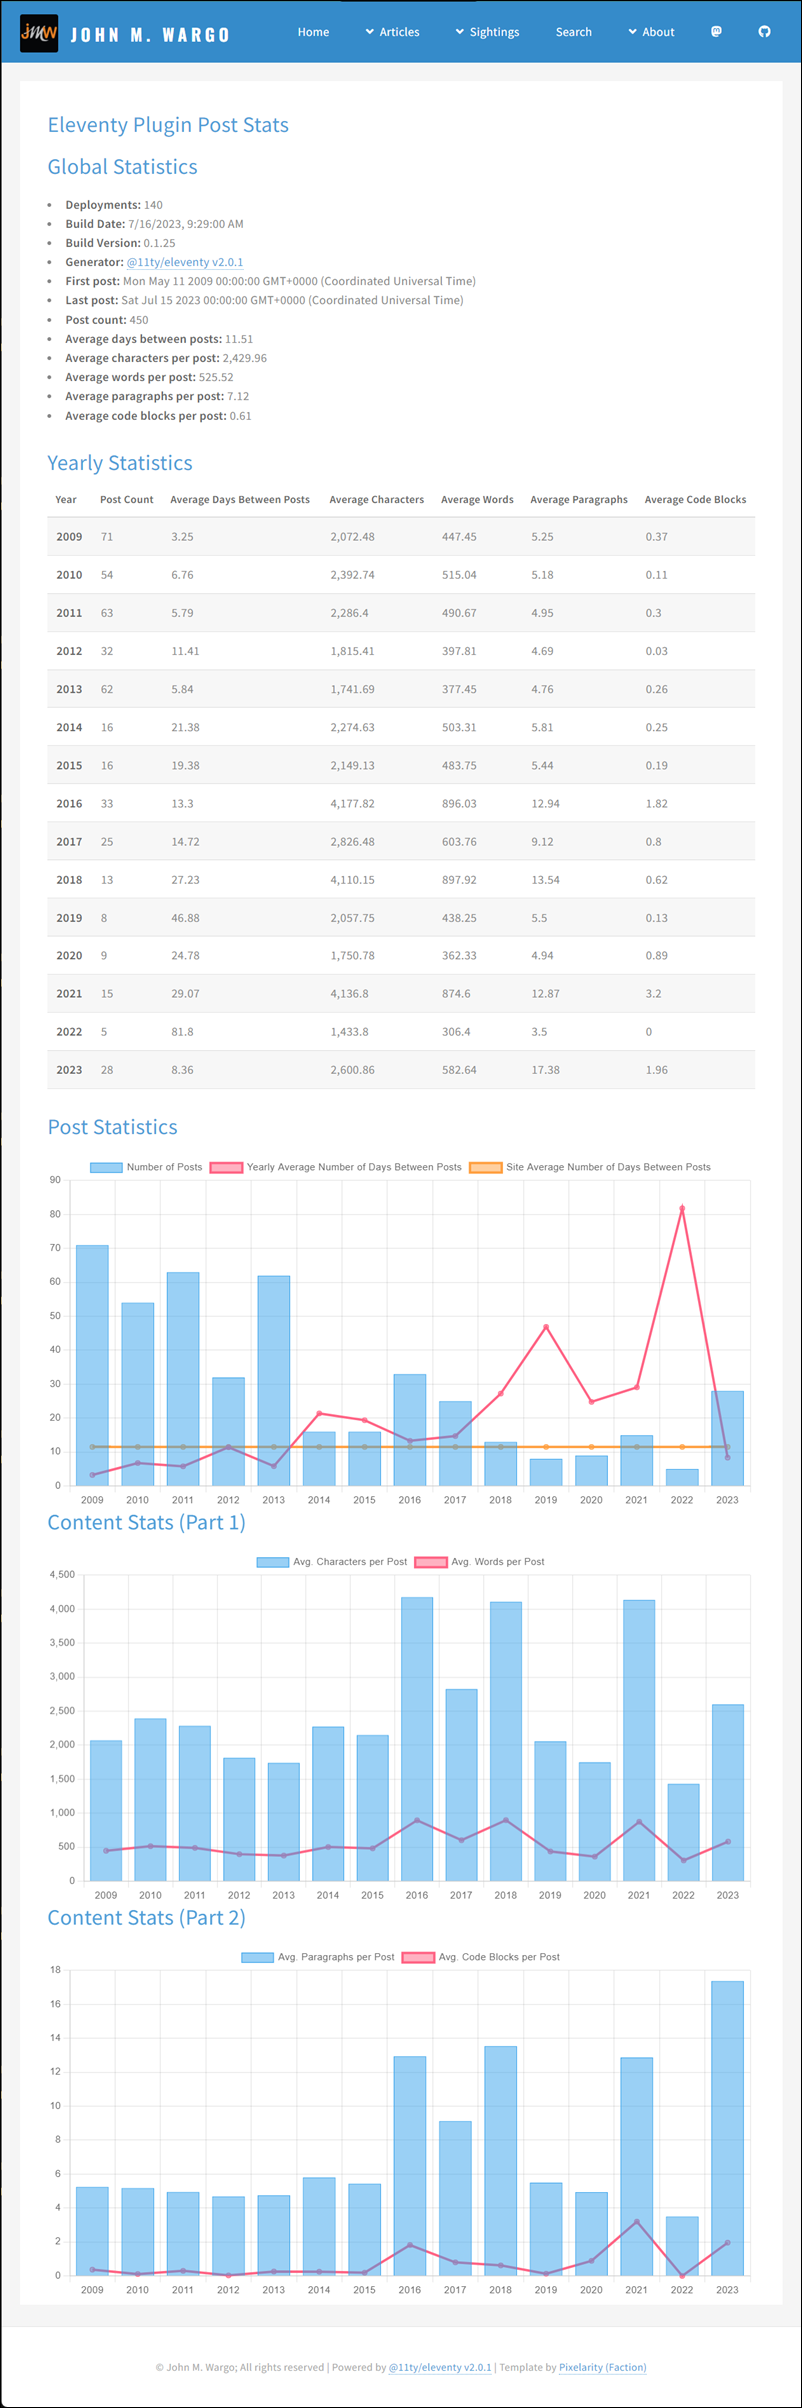 jMW
JOHN M. WARGO
Home
Articles
Sightings
Search
About
Eleventy Plugin Post Stats
Global Statistics
• Deployments: 140
• Build Date: 7/16/2023, 9:29:00 AM
• Build Version: 0.1.25
• Generator: @11ty/eleventy v2.0.1
• First post: Mon May 11 2009 00:00:00 GMT+0000 (Coordinated Universal Time)
• Last post: Sat Jul 15 2023 00:00:00 GMT+0000 (Coordinated Universal Time)
• Post count: 450
• Average days between posts: 11.51
• Average characters per post: 2,429.96
• Average words per post: 525.52
• Average paragraphs per post: 7.12
• Average code blocks per post: 0.61
Yearly Statistics
Year Post Count Average Days Between Posts Average Characters Average Words Average Paragraphs Average Code Blocks
2009 71 3.25 2,072.48 447.45 5.25 0.37
2010 54 6.76 2,392.74 515.04 5.18 0.11
2011 63 5.79 2,286.4 490.67 4.95 0.3
2012 32 11.41 1,815.41 397.81 4.69 0.03
2013 62 5.84 1,741.69 377.45 4.76 0.26
2014 16 21.38 2,274.63 503.31 5.81 0.25
2015 16 19.38 2,149.13 483.75 5.44 0.19
2016 33 13.3 4,177.82 896.03 12.94 1.82
2017 25 14.72 2,826.48 603.76 9.12 0.8
2018 13 27.23 4,110.15 897.92 13.54 0.62
2019 8 46.88 2,057.75 438.25 5.5 0.13
2020 9 24.78 1,750.78 362.33 4.94 0.89
2021 15 29.07 4,136.8 874.6 12.87 3.2
2022 5 81.8 1,433.8 306.4 3.5 0
2023 28 8.36 2,600.86 582.64 17.38 1.96
Post Statistics
Number of Posts Yearly Average Number of Days Between Posts Site Average Number of Days Between Posts
90
80
70
60
50
40
30
20
10
0
2009 2010 2011 2012 2013 2014 2015 2016 2017 2018 2019 2020 2021 2022 2023
Content Stats (Part 1)
Avg. Characters per Post Avg. Words per Post
4,500
4,000
3,500
3,000
2,500
2,000
1,500
1,000
500
0
2009 2010 2011 2012 2013 2014 2015 2016 2017 2018 2019 2020 2021 2022 2023
Content Stats (Part 2)
Avg. Paragraphs per Post Avg. Code Blocks per Post
18
16
14
12
10
8
6
4
2
0
2009 2010 2011 2012 2013 2014 2015 2016 2017 2018 2019 2020 2021 2022 2023
© John M. Wargo; All rights reserved | Powered by @11ty/eleventy v2.0.1 | Template by Pixelarity (Faction)